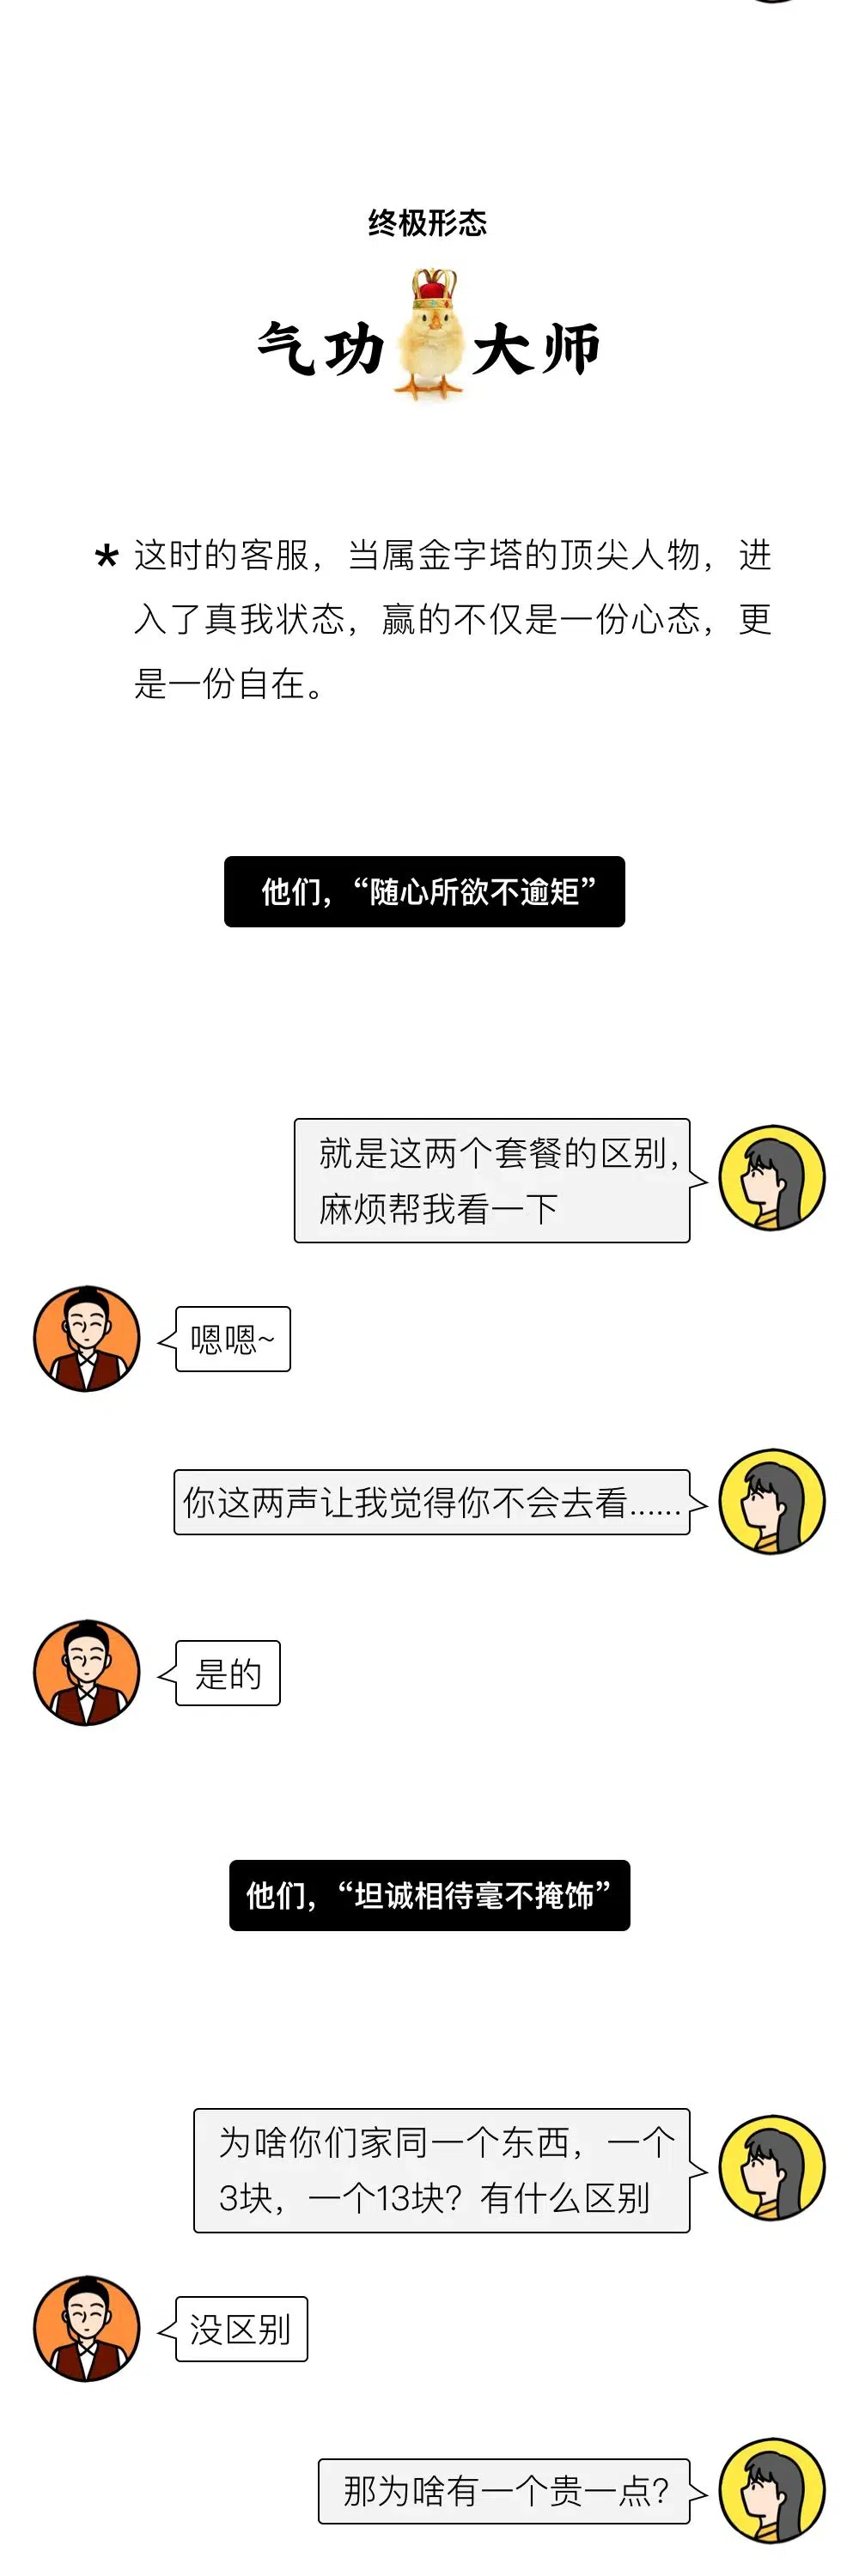 终极形态
气功大师
* 这时的客服，当属金字塔的顶尖人物，进
入了真我状态，赢的不仅是一份心态，更
是一份自在。
他们，“随心所欲不逾矩”
就是这两个套餐的区别，
麻烦帮我看一下
嗯嗯~
你这两声让我觉得你不会去看……
是的
他们，“坦诚相待毫不掩饰”
为啥你们家同一个东西，一个
3块，一个13块？有什么区别
没区别
那为啥有一个贵一点？